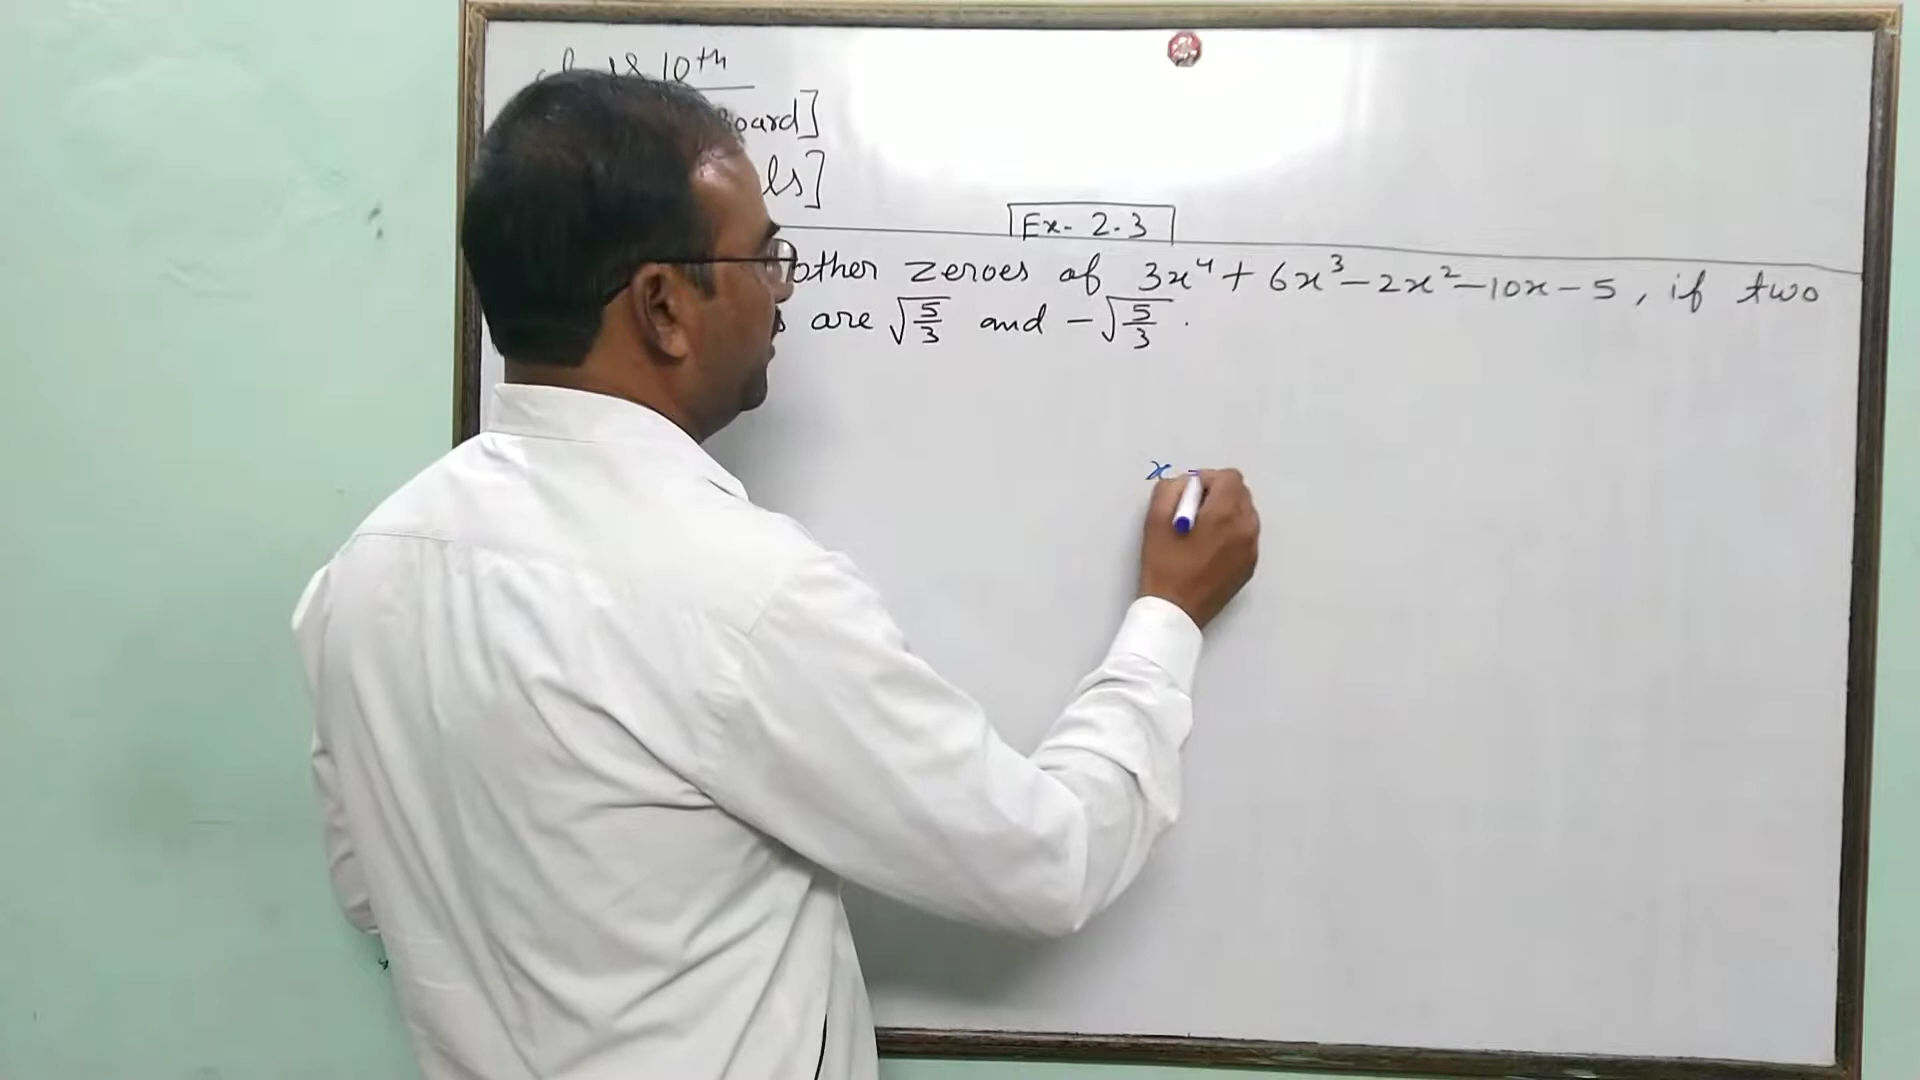 10th
Board]
ls]
Ex- 2.3
other zeroes of 3x⁴ + 6x³ - 2x² - 10x - 5, if two
are √5/3 and -√5/3.
x